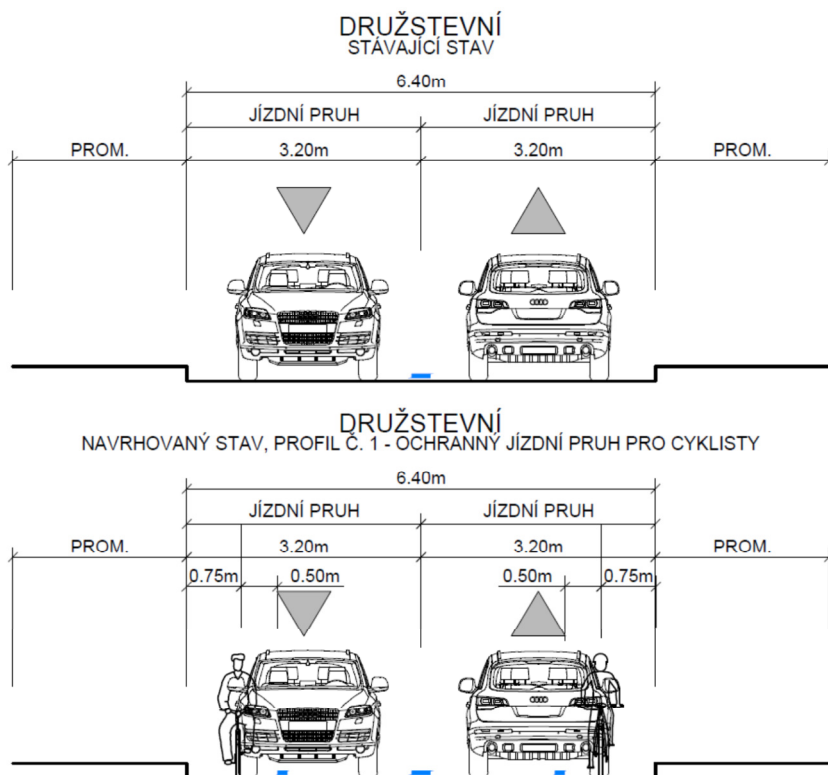 DRUŽSTEVNÍ
STÁVAJÍCÍ STAV
6.40m
JÍZDNÍ PRUH JÍZDNÍ PRUH
PROM. 3.20m 3.20m PROM.
DRUŽSTEVNÍ
NAVRHOVANÝ STAV, PROFIL Č. 1 - OCHRANNÝ JÍZDNÍ PRUH PRO CYKLISTY
6.40m
JÍZDNÍ PRUH JÍZDNÍ PRUH
PROM. 3.20m 3.20m PROM.
0.75m 0.50m 0.50m 0.75m